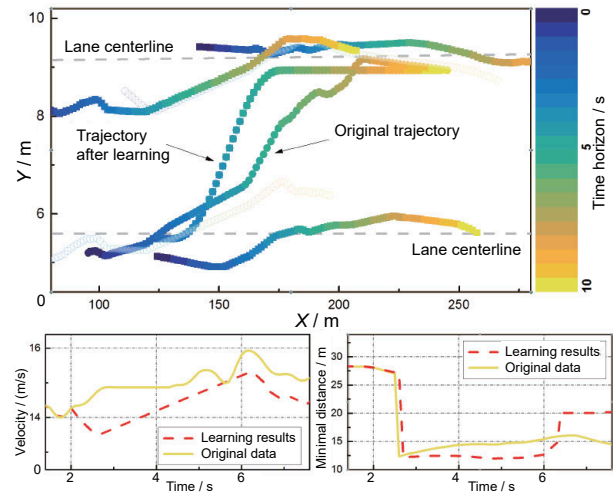 10
8
6
0
Y / m
Lane centerline
Trajectory
after learning
Original trajectory
Lane centerline
100
150
200
250
X / m
0
5
10
Time horizon / s
16
14
0
Velocity / (m/s)
Learning results
Original data
2
4
6
Time / s
30
25
20
15
10
Minimal distance / m
Learning results
Original data
2
4
6
8
Time / s